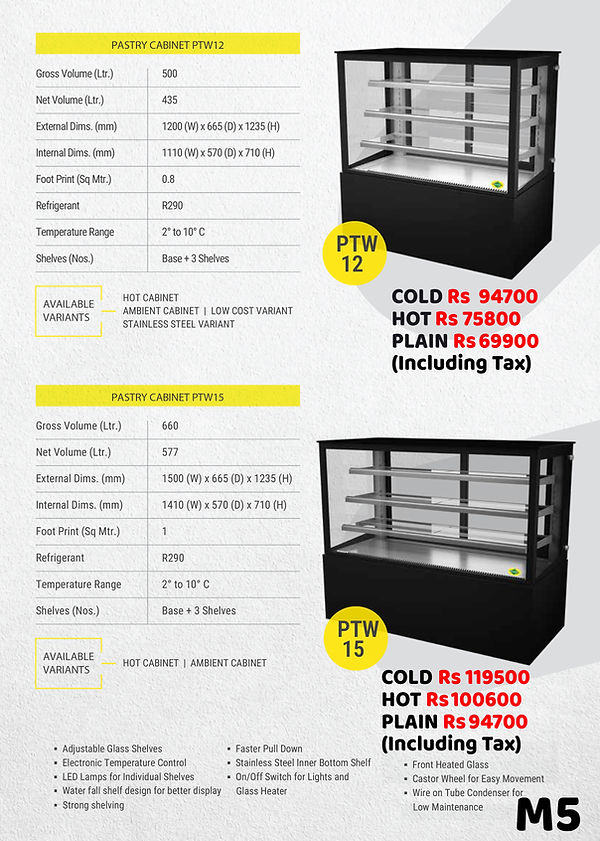 PASTRY CABINET PTW12
Gross Volume (Ltr.) 500
Net Volume (Ltr.) 435
External Dims. (mm) 1200 (W) x 665 (D) x 1235 (H)
Internal Dims. (mm) 1110 (W) x 570 (D) x 710 (H)
Foot Print (Sq Mtr.) 0.8
Refrigerant R290
Temperature Range 2° to 10° C
Shelves (Nos.) Base + 3 Shelves
AVAILABLE
VARIANTS
HOT CABINET
AMBIENT CABINET | LOW COST VARIANT
STAINLESS STEEL VARIANT
PTW
12
COLD Rs 94700
HOT Rs 75800
PLAIN Rs 69900
(Including Tax)
PASTRY CABINET PTW15
Gross Volume (Ltr.) 660
Net Volume (Ltr.) 577
External Dims. (mm) 1500 (W) x 665 (D) x 1235 (H)
Internal Dims. (mm) 1410 (W) x 570 (D) x 710 (H)
Foot Print (Sq Mtr.) 1
Refrigerant R290
Temperature Range 2° to 10° C
Shelves (Nos.) Base + 3 Shelves
AVAILABLE
VARIANTS
HOT CABINET | AMBIENT CABINET
PTW
15
COLD Rs 119500
HOT Rs 100600
PLAIN Rs 94700
(Including Tax)
▪ Adjustable Glass Shelves
▪ Electronic Temperature Control
▪ LED Lamps for Individual Shelves
▪ Water fall shelf design for better display
▪ Strong shelving
▪ Faster Pull Down
▪ Stainless Steel Inner Bottom Shelf
▪ On/Off Switch for Lights and
Glass Heater
▪ Front Heated Glass
▪ Castor Wheel for Easy Movement
▪ Wire on Tube Condenser for
Low Maintenance
M5